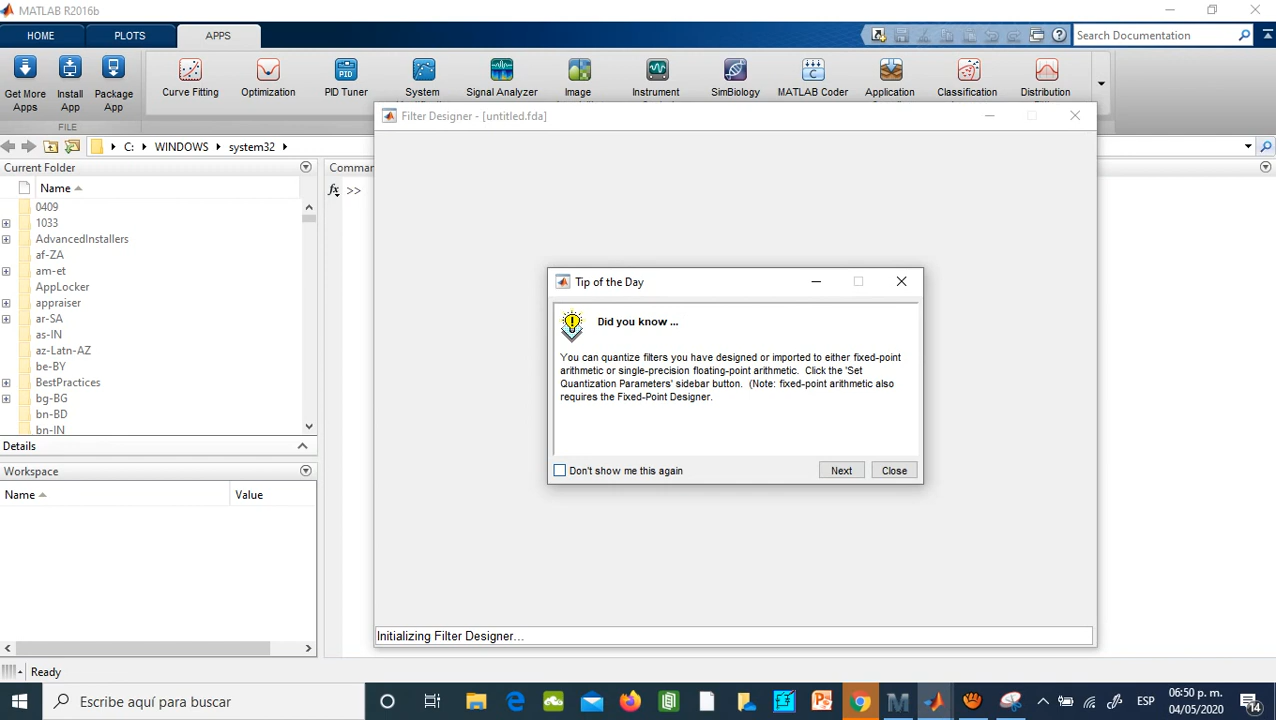 MATLAB R2016b
HOME PLOTS APPS
Search Documentation
Get More Apps
Install App
Package App
Curve Fitting
Optimization
PID Tuner
System
Signal Analyzer
Image
Instrument
SimBiology
MATLAB Coder
Application
Classification
Distribution
FILE
C: WINDOWS system32
Current Folder
Name
0409
1033
AdvancedInstallers
af-ZA
am-et
AppLocker
appraiser
ar-SA
as-IN
az-Latn-AZ
be-BY
BestPractices
bg-BG
bn-BD
bn-IN
Details
Workspace
Name Value
Ready
Comman
fx >>
Filter Designer - [untitled.fda]
Tip of the Day
Did you know ...
You can quantize filters you have designed or imported to either fixed-point
arithmetic or single-precision floating-point arithmetic. Click the 'Set
Quantization Parameters' sidebar button. (Note: fixed-point arithmetic also
requires the Fixed-Point Designer.
Don't show me this again
Next Close
Initializing Filter Designer...
Escribe aquí para buscar
ESP
06:50 p. m.
04/05/2020
14